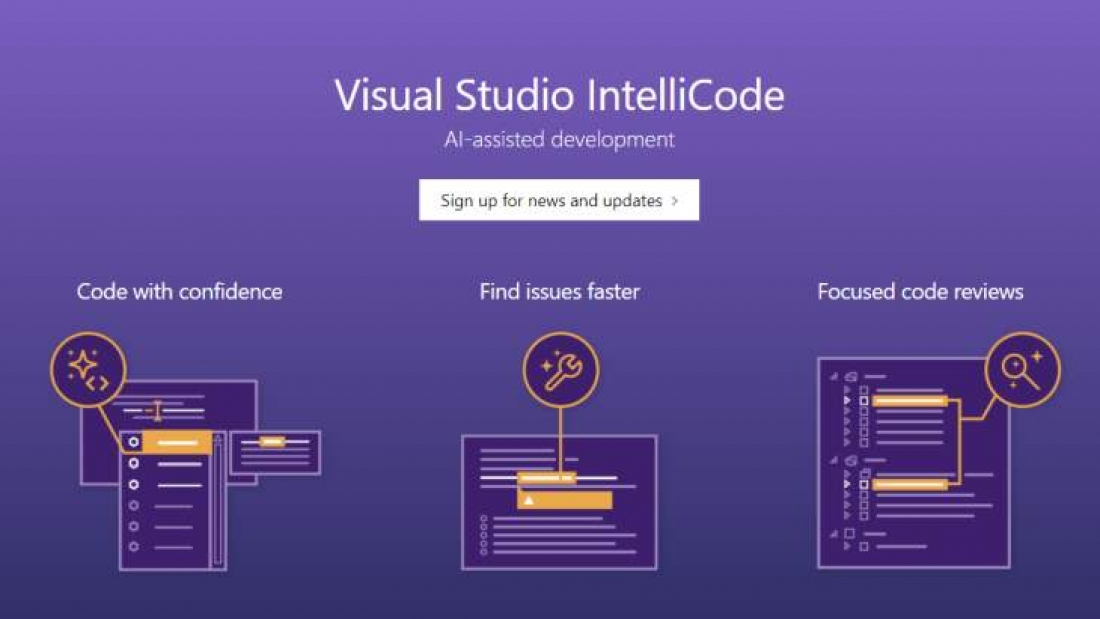 Visual Studio IntelliCode
AI-assisted development
Sign up for news and updates >
Code with confidence
Find issues faster
Focused code reviews